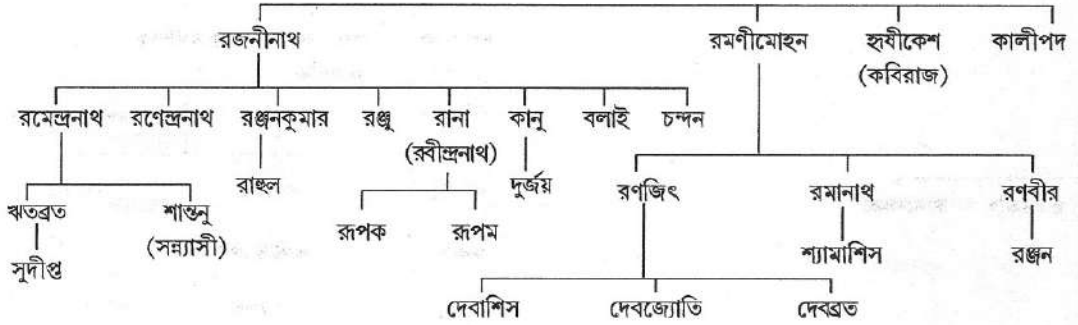 রজনীনাথ রমণীমোহন হৃষীকেশ কালীপদ
(কবিরাজ)
রমেন্দ্রনাথ রণেন্দ্রনাথ রঞ্জনকুমার রঞ্জু রানা কানু বলাই চন্দন
(রবীন্দ্রনাথ)
রাহুল দুর্জয় রণজিৎ রমানাথ রণবীর
ঋতব্রত শান্তনু রূপক রূপম
(সন্ন্যাসী) শ্যামাশিস রঞ্জন
সুদীপ্ত
দেবাশিস দেবজ্যোতি দেবব্রত